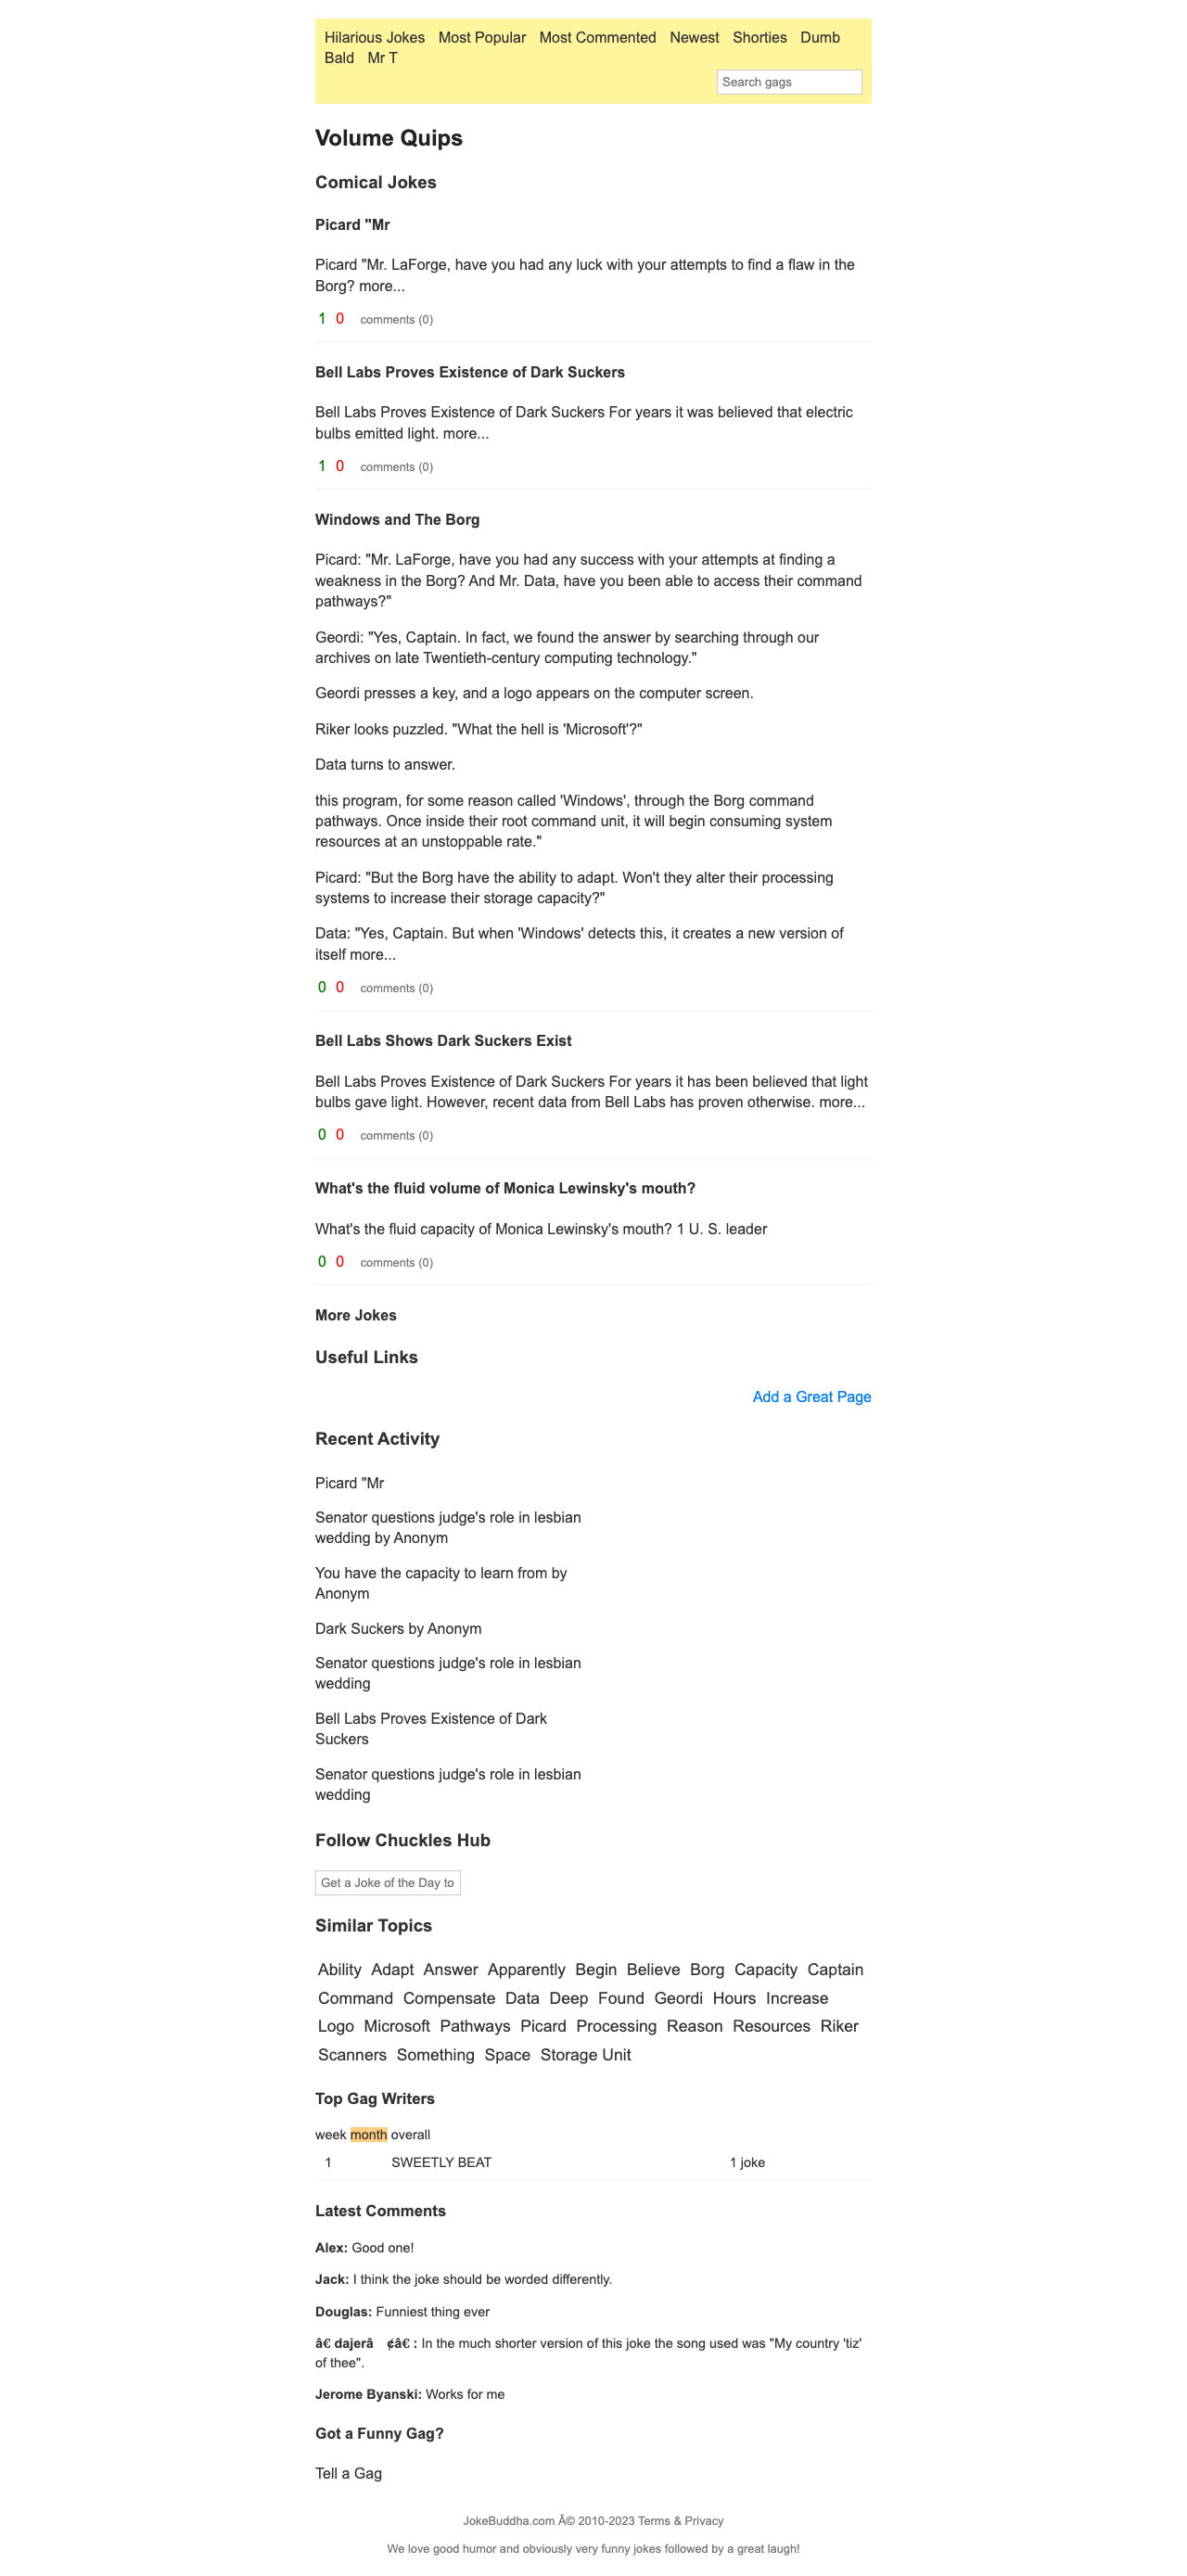 Hilarious Jokes Most Popular Most Commented Newest Shorties Dumb
Bald Mr T
Search gags
Volume Quips
Comical Jokes
Picard "Mr
Picard "Mr. LaForge, have you had any luck with your attempts to find a flaw in the
Borg? more...
1 0 comments (0)
Bell Labs Proves Existence of Dark Suckers
Bell Labs Proves Existence of Dark Suckers For years it was believed that electric
bulbs emitted light. more...
1 0 comments (0)
Windows and The Borg
Picard: "Mr. LaForge, have you had any success with your attempts at finding a
weakness in the Borg? And Mr. Data, have you been able to access their command
pathways?"
Geordi: "Yes, Captain. In fact, we found the answer by searching through our
archives on late Twentieth-century computing technology."
Geordi presses a key, and a logo appears on the computer screen.
Riker looks puzzled. "What the hell is 'Microsoft'?"
Data turns to answer.
this program, for some reason called 'Windows', through the Borg command
pathways. Once inside their root command unit, it will begin consuming system
resources at an unstoppable rate."
Picard: "But the Borg have the ability to adapt. Won't they alter their processing
systems to increase their storage capacity?"
Data: "Yes, Captain. But when 'Windows' detects this, it creates a new version of
itself more...
0 0 comments (0)
Bell Labs Shows Dark Suckers Exist
Bell Labs Proves Existence of Dark Suckers For years it has been believed that light
bulbs gave light. However, recent data from Bell Labs has proven otherwise. more...
0 0 comments (0)
What's the fluid volume of Monica Lewinsky's mouth?
What's the fluid capacity of Monica Lewinsky's mouth? 1 U. S. leader
0 0 comments (0)
More Jokes
Useful Links
Add a Great Page
Recent Activity
Picard "Mr
Senator questions judge's role in lesbian
wedding by Anonym
You have the capacity to learn from by
Anonym
Dark Suckers by Anonym
Senator questions judge's role in lesbian
wedding
Bell Labs Proves Existence of Dark
Suckers
Senator questions judge's role in lesbian
wedding
Follow Chuckles Hub
Get a Joke of the Day to
Similar Topics
Ability Adapt Answer Apparently Begin Believe Borg Capacity Captain
Command Compensate Data Deep Found Geordi Hours Increase
Logo Microsoft Pathways Picard Processing Reason Resources Riker
Scanners Something Space Storage Unit
Top Gag Writers
week month overall
1 SWEETLY BEAT 1 joke
Latest Comments
Alex: Good one!
Jack: I think the joke should be worded differently.
Douglas: Funniest thing ever
â€ dajerâ ¢â€ : In the much shorter version of this joke the song used was "My country 'tiz'
of thee".
Jerome Byanski: Works for me
Got a Funny Gag?
Tell a Gag
JokeBuddha.com Â© 2010-2023 Terms & Privacy
We love good humor and obviously very funny jokes followed by a great laugh!